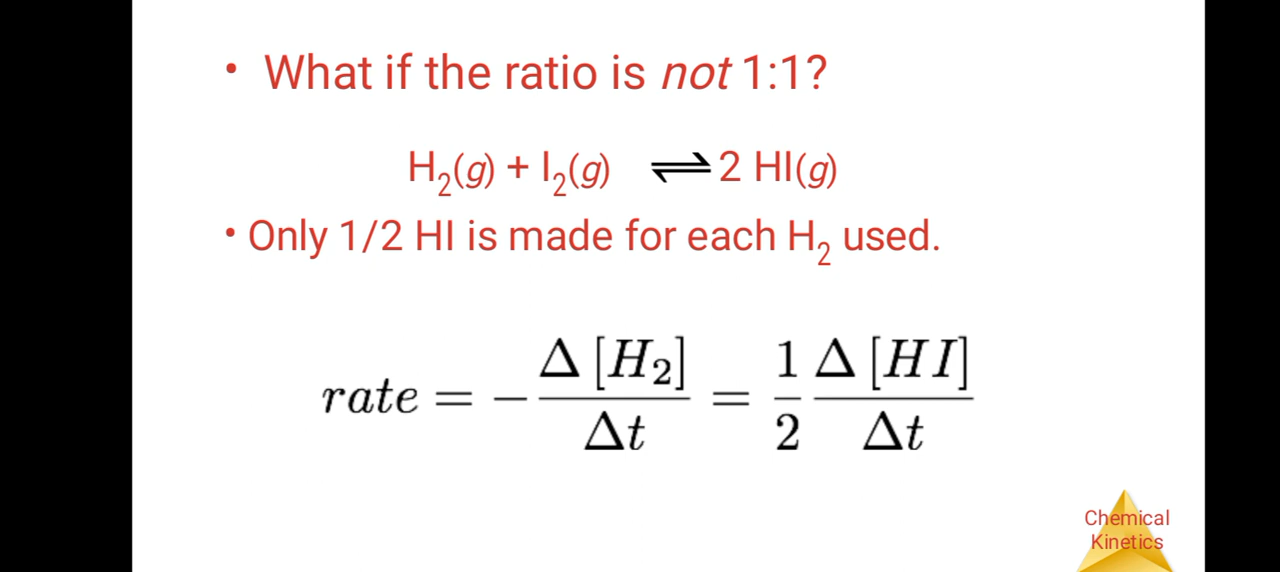 • What if the ratio is not 1:1?
H₂(g) + I₂(g) ⇌ 2 HI(g)
• Only 1/2 HI is made for each H₂ used.
rate = − Δ [H₂] / Δt = 1/2 Δ [HI] / Δt
Chemical
Kinetics